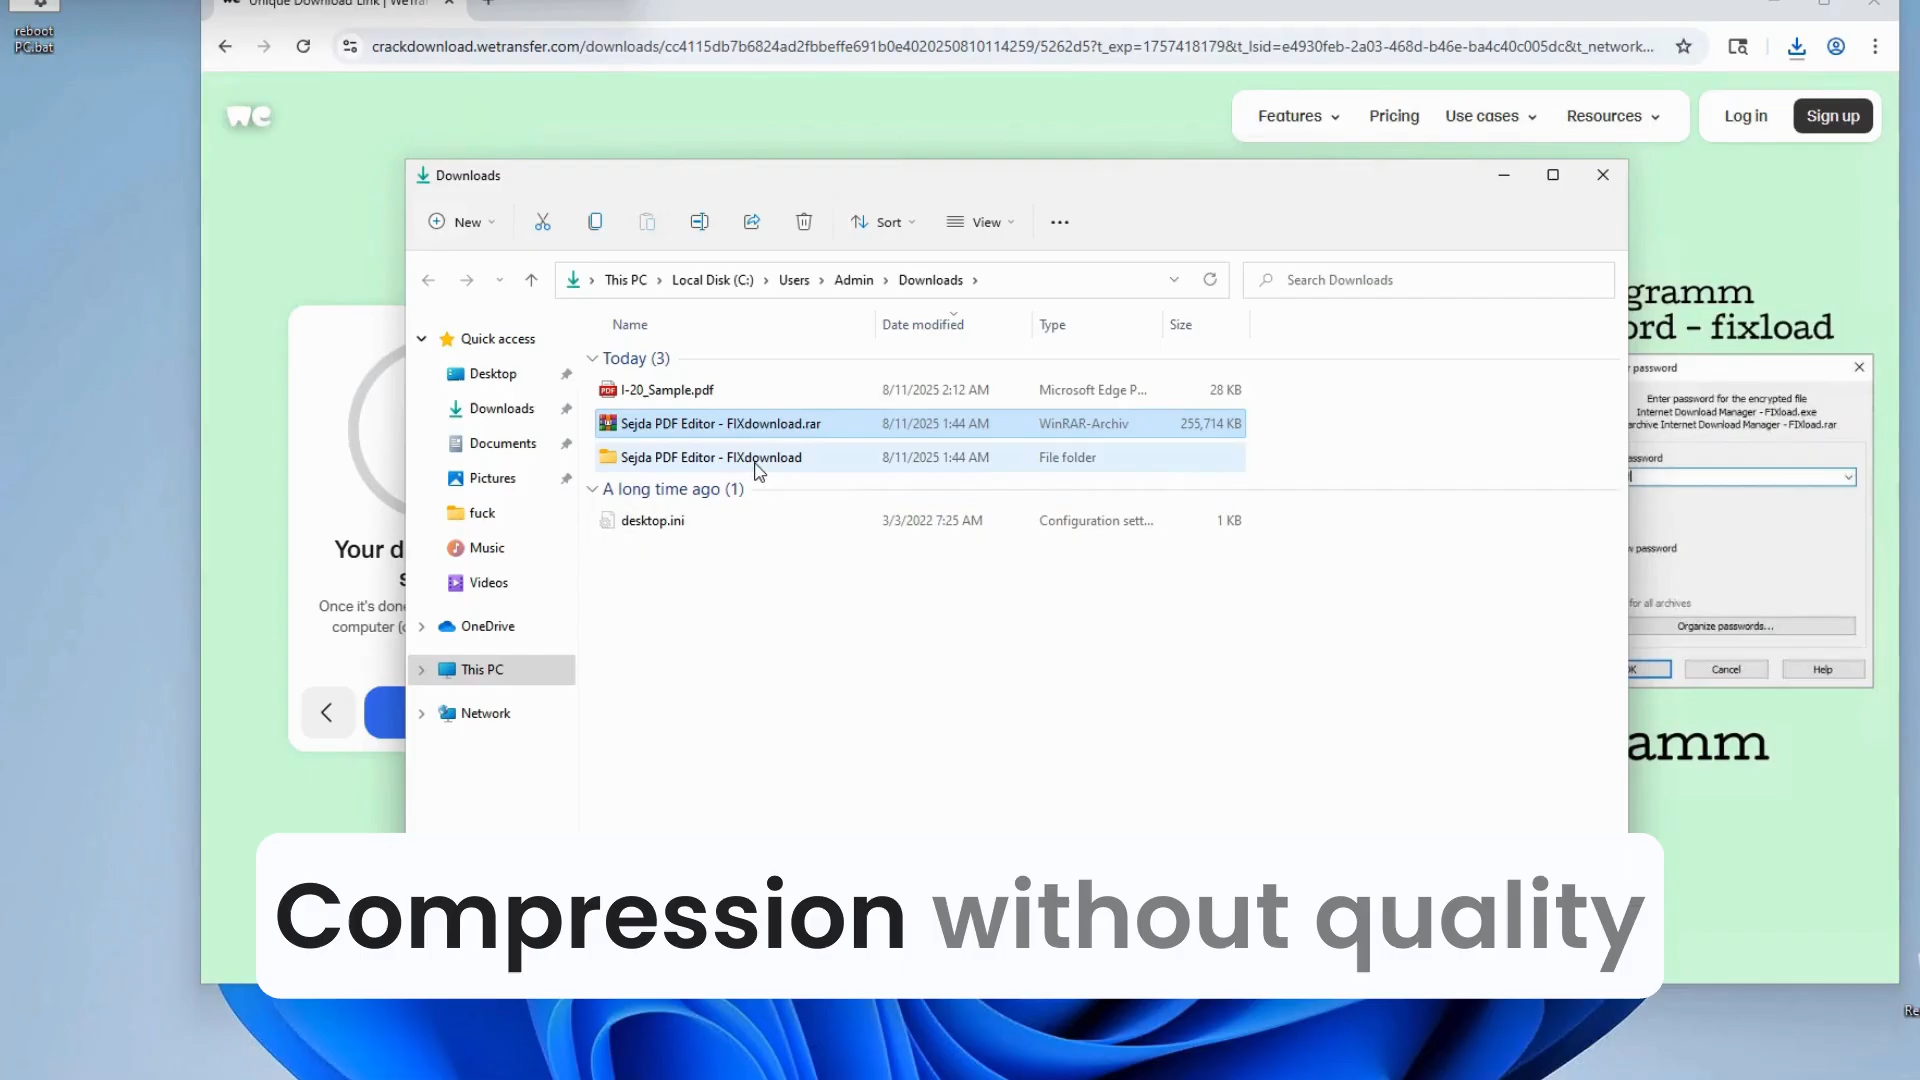 reboot
PC.bat
Unique Download Link | WeTra
crackdownload.wetransfer.com/downloads/cc4115db7b6824ad2fbbeffe691b0e4020250810114259/5262d5?t_exp=1757418179&t_lsid=e4930feb-2a03-468d-b46e-ba4c40c005dc&t_network...
we
Features
Pricing
Use cases
Resources
Log in
Sign up
Downloads
New
Sort
View
This PC
Local Disk (C:)
Users
Admin
Downloads
Search Downloads
Name
Date modified
Type
Size
Quick access
Desktop
Downloads
Documents
Pictures
fuck
Music
Videos
OneDrive
This PC
Network
Today (3)
I-20_Sample.pdf 8/11/2025 2:12 AM Microsoft Edge P... 28 KB
Sejda PDF Editor - FIXdownload.rar 8/11/2025 1:44 AM WinRAR-Archiv 255,714 KB
Sejda PDF Editor - FIXdownload 8/11/2025 1:44 AM File folder
A long time ago (1)
desktop.ini 3/3/2022 7:25 AM Configuration sett... 1 KB
Your d
s
Once it's don
computer (
gramm
ord - fixload
r password
Enter password for the encrypted file
Internet Download Manager - FIXload.exe
archive Internet Download Manager - FIXload.rar
assword
w password
for all archives
Organize passwords...
OK
Cancel
Help
amm
Compression without quality
Re